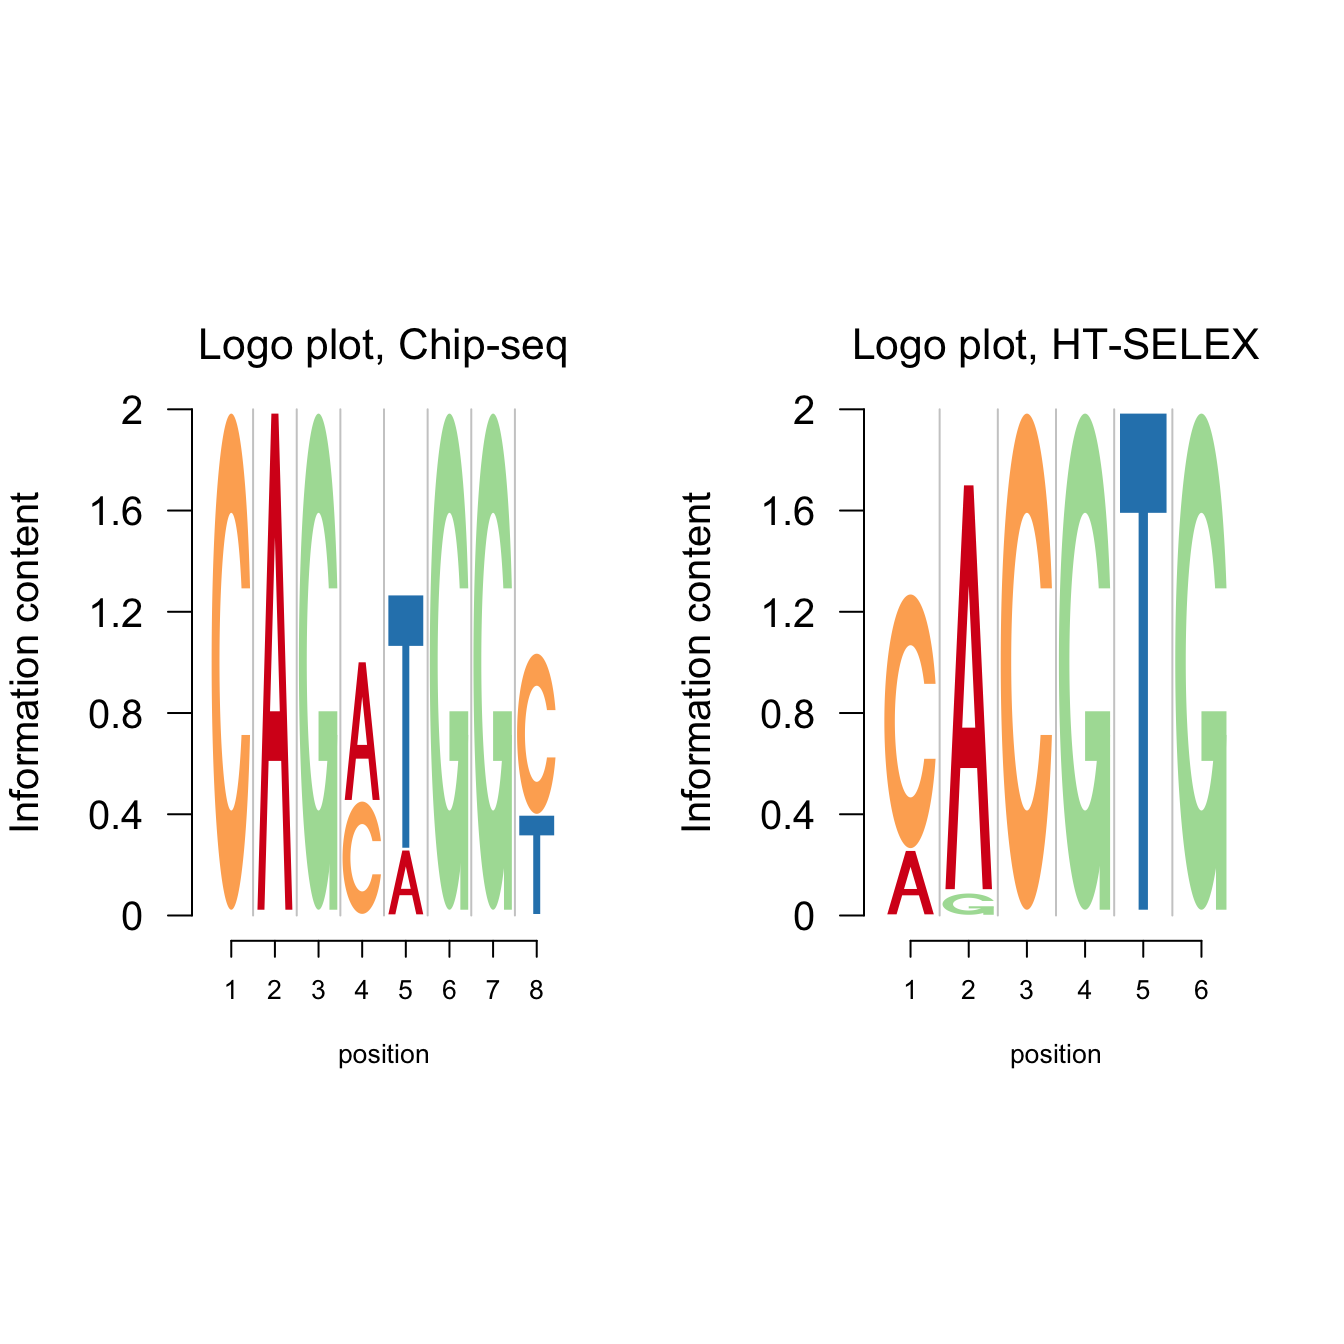 Logo plot, Chip-seq
Information content
2
1.6
1.2
0.8
0.4
0
C A G A T G G C
C A T
1 2 3 4 5 6 7 8
position
Logo plot, HT-SELEX
Information content
2
1.6
1.2
0.8
0.4
0
C A C G T G
A G
1 2 3 4 5 6
position